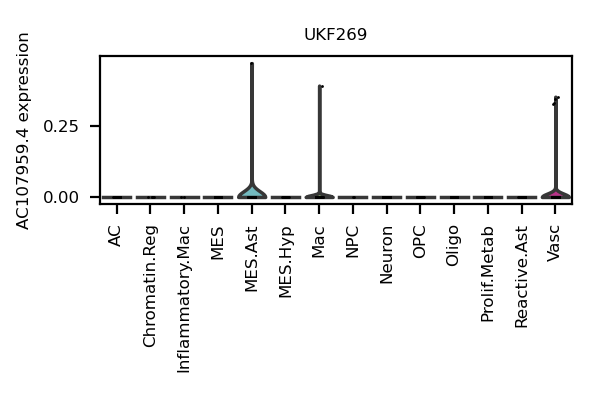 UKF269
AC107959.4 expression
0.25
0.00
AC
Chromatin.Reg
Inflammatory.Mac
MES
MES.Ast
MES.Hyp
Mac
NPC
Neuron
OPC
Oligo
Prolif.Metab
Reactive.Ast
Vasc